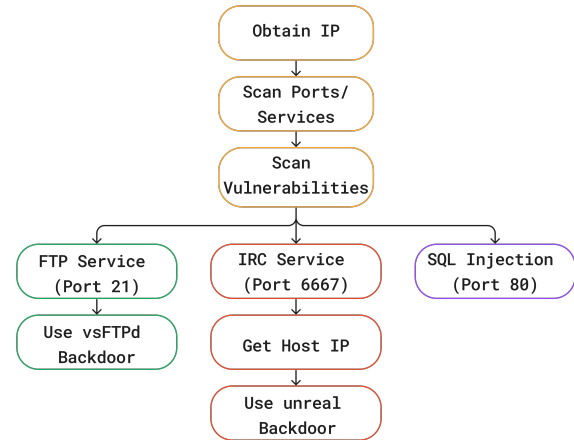 Obtain IP
Scan Ports/
Services
Scan
Vulnerabilities
FTP Service
(Port 21)
IRC Service
(Port 6667)
SQL Injection
(Port 80)
Use vsFTPd
Backdoor
Get Host IP
Use unreal
Backdoor